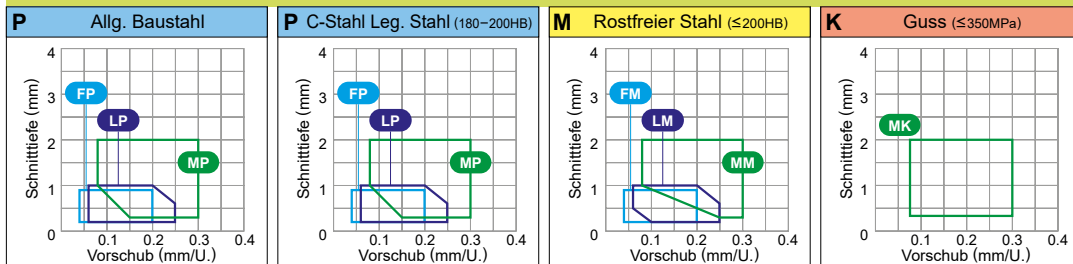 P Allg. Baustahl
Schnitttiefe (mm)
4
3
2
1
0
0.1 0.2 0.3 0.4
Vorschub (mm/U.)
FP
LP
MP
P C-Stahl Leg. Stahl (180–200HB)
Schnitttiefe (mm)
4
3
2
1
0
0.1 0.2 0.3 0.4
Vorschub (mm/U.)
FP
LP
MP
M Rostfreier Stahl (≤200HB)
Schnitttiefe (mm)
4
3
2
1
0
0.1 0.2 0.3 0.4
Vorschub (mm/U.)
FM
LM
MM
K Guss (≤350MPa)
Schnitttiefe (mm)
4
3
2
1
0
0.1 0.2 0.3 0.4
Vorschub (mm/U.)
MK